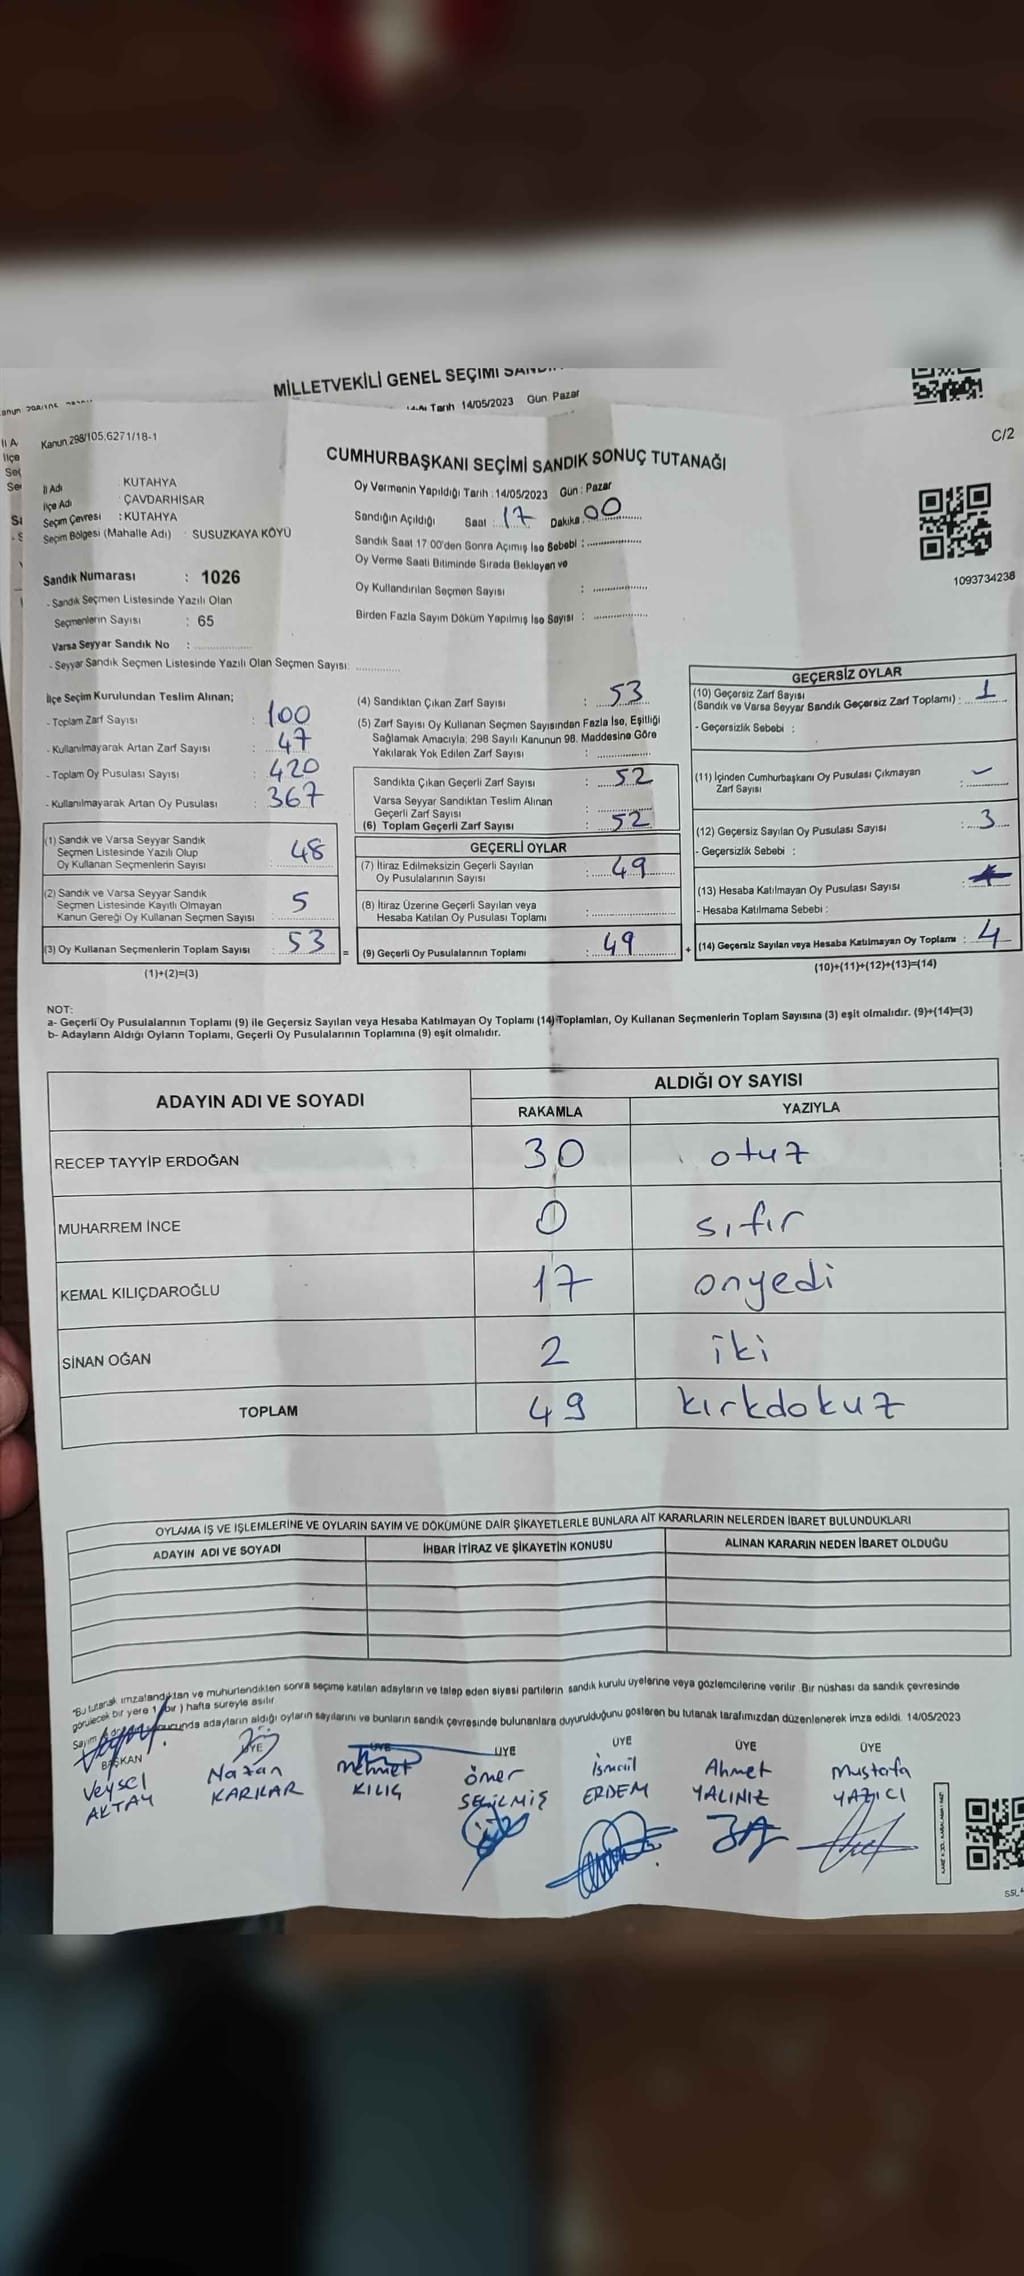 MİLLETVEKİLİ GENEL SEÇİMİ
Tarih 14/05/2023 Gün Pazar
Kanun 298/105,6271/18-1
C/2
CUMHURBAŞKANI SEÇİMİ SANDIK SONUÇ TUTANAĞI
İl Adı : KÜTAHYA
İlçe Adı : ÇAVDARHİSAR
Seçim Çevresi : KÜTAHYA
Seçim Bölgesi (Mahalle Adı) : SUSUZKAYA KÖYÜ
Oy Vermenin Yapıldığı Tarih : 14/05/2023 Gün : Pazar
Sandığın Açıldığı Saat : 17 Dakika 00
Sandık Saat 17 00'den Sonra Açımış İse Sebebi :
Oy Verme Saati Bitiminde Sırada Bekleyen ve
Oy Kullandırılan Seçmen Sayısı :
Birden Fazla Sayım Döküm Yapılmış İse Sayısı :
1093734238
Sandık Numarası : 1026
- Sandık Seçmen Listesinde Yazılı Olan
Seçmenlerin Sayısı : 65
Varsa Seyyar Sandık No :
- Seyyar Sandık Seçmen Listesinde Yazılı Olan Seçmen Sayısı:
İlçe Seçim Kurulundan Teslim Alınan;
- Toplam Zarf Sayısı : 100
- Kullanılmayarak Artan Zarf Sayısı : 47
- Toplam Oy Pusulası Sayısı : 420
- Kullanılmayarak Artan Oy Pusulası : 367
(1) Sandık ve Varsa Seyyar Sandık
Seçmen Listesinde Yazılı Olup
Oy Kullanan Seçmenlerin Sayısı 48
(2) Sandık ve Varsa Seyyar Sandık
Seçmen Listesinde Kayıtlı Olmayan
Kanun Gereği Oy Kullanan Seçmen Sayısı : 5
(3) Oy Kullanan Seçmenlerin Toplam Sayısı : 53 =
(1)+(2)=(3)
(4) Sandıktan Çıkan Zarf Sayısı : 53
(5) Zarf Sayısı Oy Kullanan Seçmen Sayısından Fazla İse, Eşitliği
Sağlamak Amacıyla; 298 Sayılı Kanunun 98. Maddesine Göre
Yakılarak Yok Edilen Zarf Sayısı :
Sandıkta Çıkan Geçerli Zarf Sayısı : 52
Varsa Seyyar Sandıktan Teslim Alınan
Geçerli Zarf Sayısı :
(6) Toplam Geçerli Zarf Sayısı : 52
GEÇERLİ OYLAR
(7) İtiraz Edilmeksizin Geçerli Sayılan
Oy Pusulalarının Sayısı : 49
(8) İtiraz Üzerine Geçerli Sayılan veya
Hesaba Katılan Oy Pusulası Toplamı :
(9) Geçerli Oy Pusulalarının Toplamı : 49 +
GEÇERSİZ OYLAR
(10) Geçersiz Zarf Sayısı
(Sandık ve Varsa Seyyar Sandık Geçersiz Zarf Toplamı) : 1
- Geçersizlik Sebebi :
(11) İçinden Cumhurbaşkanı Oy Pusulası Çıkmayan
Zarf Sayısı : -
(12) Geçersiz Sayılan Oy Pusulası Sayısı : 3
- Geçersizlik Sebebi :
(13) Hesaba Katılmayan Oy Pusulası Sayısı :
- Hesaba Katılmama Sebebi :
(14) Geçersiz Sayılan veya Hesaba Katılmayan Oy Toplamı : 4
(10)+(11)+(12)+(13)=(14)
NOT:
a- Geçerli Oy Pusulalarının Toplamı (9) ile Geçersiz Sayılan veya Hesaba Katılmayan Oy Toplamı (14) Toplamları, Oy Kullanan Seçmenlerin Toplam Sayısına (3) eşit olmalıdır. (9)+(14)=(3)
b- Adayların Aldığı Oyların Toplamı, Geçerli Oy Pusulalarının Toplamına (9) eşit olmalıdır.
ADAYIN ADI VE SOYADI
ALDIĞI OY SAYISI
RAKAMLA YAZIYLA
RECEP TAYYİP ERDOĞAN 30 otuz
MUHARREM İNCE 0 sıfır
KEMAL KILIÇDAROĞLU 17 onyedi
SİNAN OĞAN 2 iki
TOPLAM 49 kırkdokuz
OYLAMA İŞ VE İŞLEMLERİNE VE OYLARIN SAYIM VE DÖKÜMÜNE DAİR ŞİKAYETLERLE BUNLARA AİT KARARLARIN NELERDEN İBARET BULUNDUKLARI
ADAYIN ADI VE SOYADI İHBAR İTİRAZ VE ŞİKAYETİN KONUSU ALINAN KARARIN NEDEN İBARET OLDUĞU
"Bu tutanak imzalandıktan ve mühürlendikten sonra seçime katılan adayların ve talep eden siyasi partilerin sandık kurulu üyelerine veya gözlemcilerine verilir. Bir nüshası da sandık çevresinde
görülecek bir yere 1 (bir) hafta süreyle asılır
Sayım sonucunda adayların aldığı oyların sayılarını ve bunların sandık çevresinde bulunanlara duyurulduğunu gösteren bu tutanak tarafımızdan düzenlenerek imza edildi. 14/05/2023
BAŞKAN ÜYE ÜYE ÜYE ÜYE ÜYE ÜYE
Veysel Nazan Mehmet Ömer İsmail Ahmet Mustafa
AKTAY KARKAR KILIÇ SEÇİLMİŞ ERDEM YALINIZ YAZICI